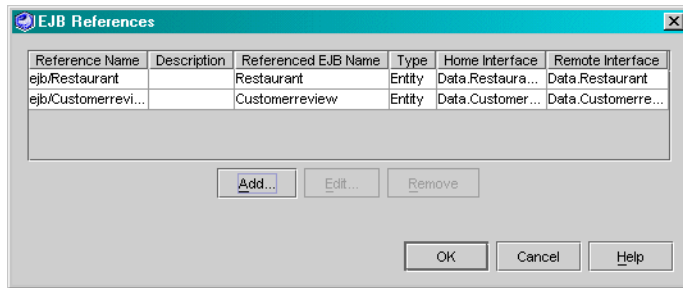 EJB References
Reference Name Description Referenced EJB Name Type Home Interface Remote Interface
ejb/Restaurant Restaurant Entity Data.Restaura... Data.Restaurant
ejb/Customerrevi... Customerreview Entity Data.Customer... Data.Customerre...
Add... Edit... Remove
OK Cancel Help